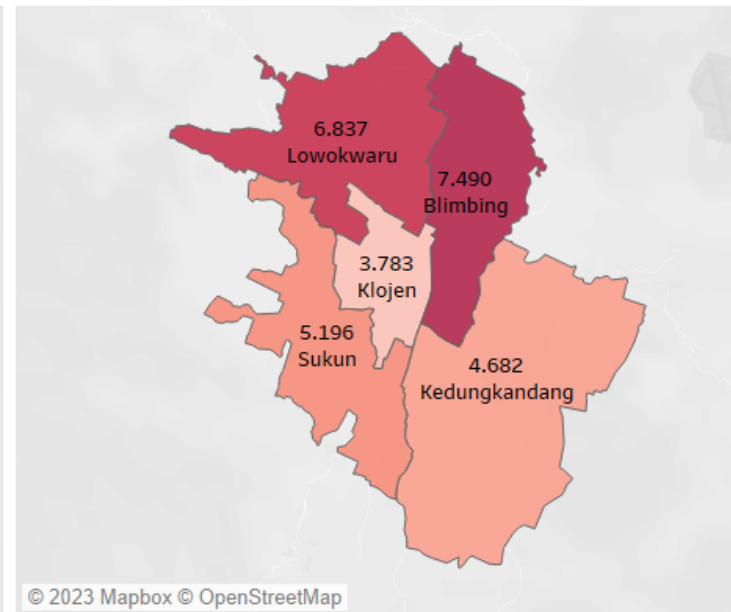 6.837
Lowokwaru
7.490
Blimbing
3.783
Klojen
5.196
Sukun
4.682
Kedungkandang
© 2023 Mapbox © OpenStreetMap